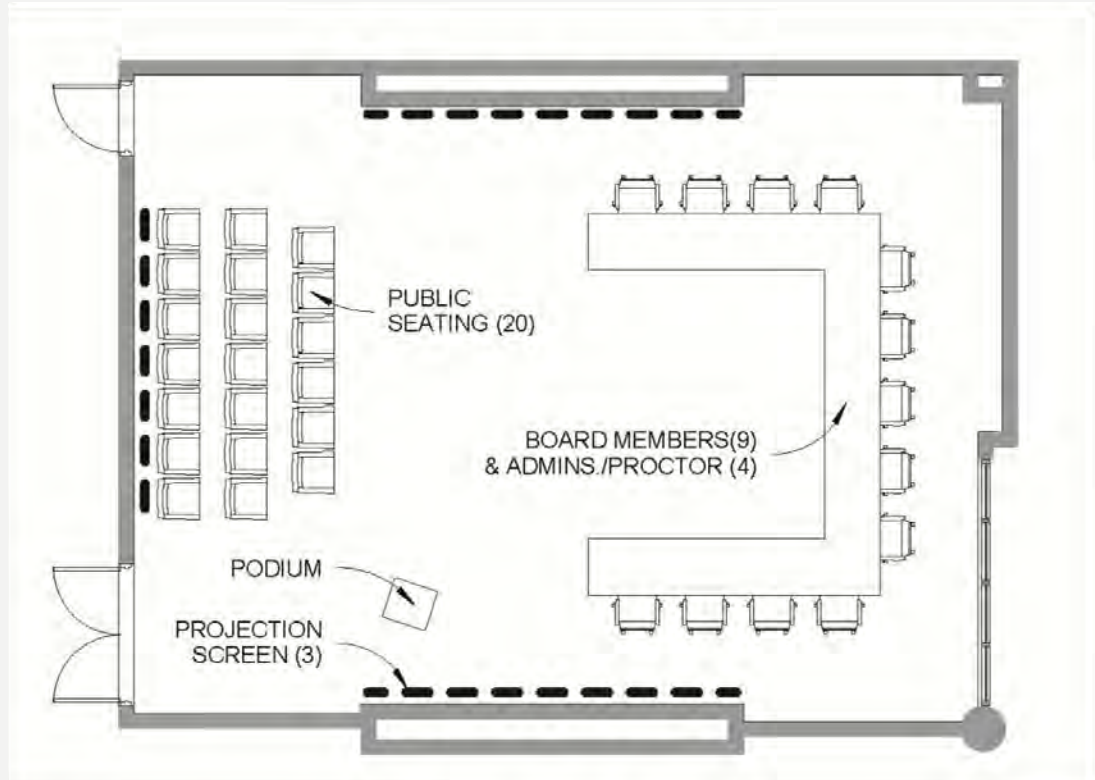 PUBLIC
SEATING (20)
BOARD MEMBERS(9)
& ADMINS./PROCTOR (4)
PODIUM
PROJECTION
SCREEN (3)